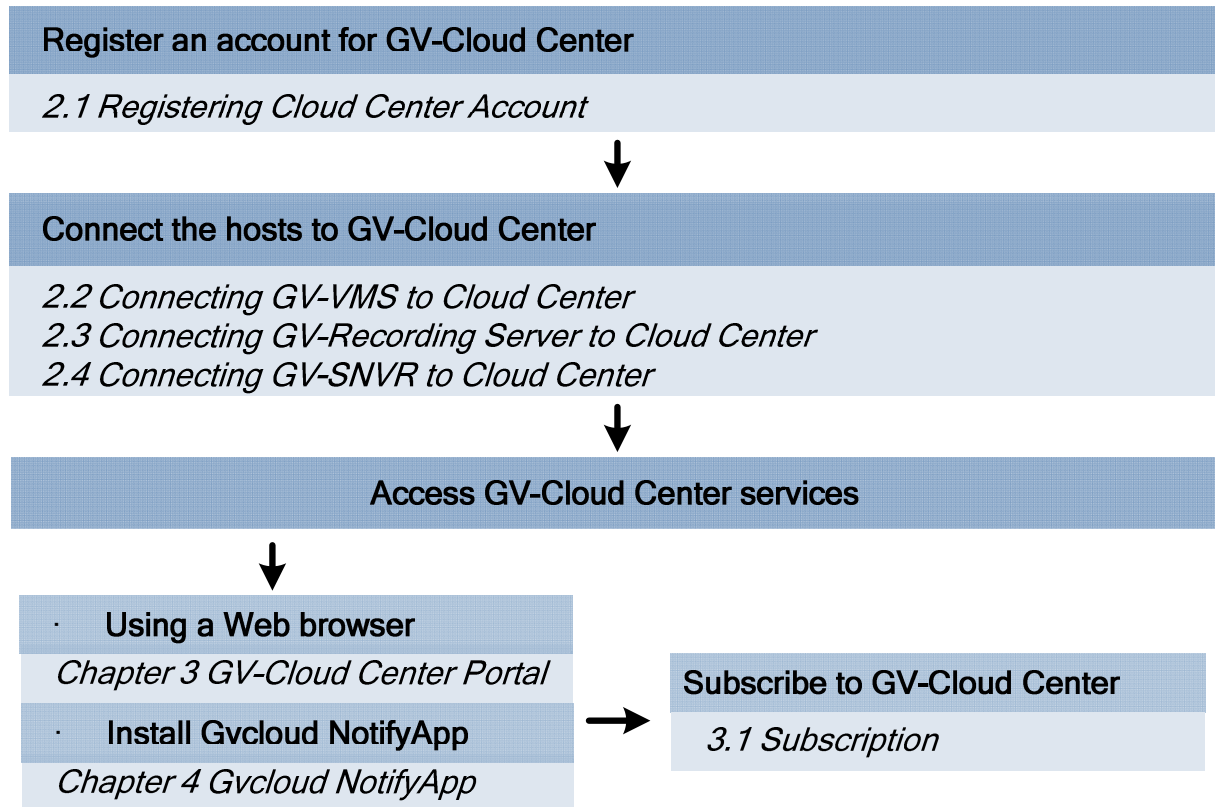 Register an account for GV-Cloud Center
2.1 Registering Cloud Center Account
Connect the hosts to GV-Cloud Center
2.2 Connecting GV-VMS to Cloud Center
2.3 Connecting GV-Recording Server to Cloud Center
2.4 Connecting GV-SNVR to Cloud Center
Access GV-Cloud Center services
· Using a Web browser
Chapter 3 GV-Cloud Center Portal
· Install Gvcloud NotifyApp
Chapter 4 Gvcloud NotifyApp
Subscribe to GV-Cloud Center
3.1 Subscription